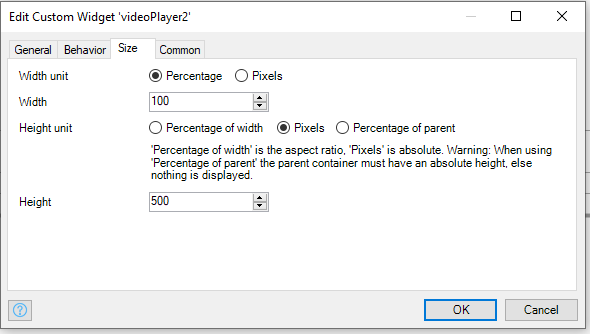 Edit Custom Widget 'videoPlayer2'
General Behavior Size Common
Width unit Percentage Pixels
Width 100
Height unit Percentage of width Pixels Percentage of parent
'Percentage of width' is the aspect ratio, 'Pixels' is absolute. Warning: When using
'Percentage of parent' the parent container must have an absolute height, else
nothing is displayed.
Height 500
? OK Cancel